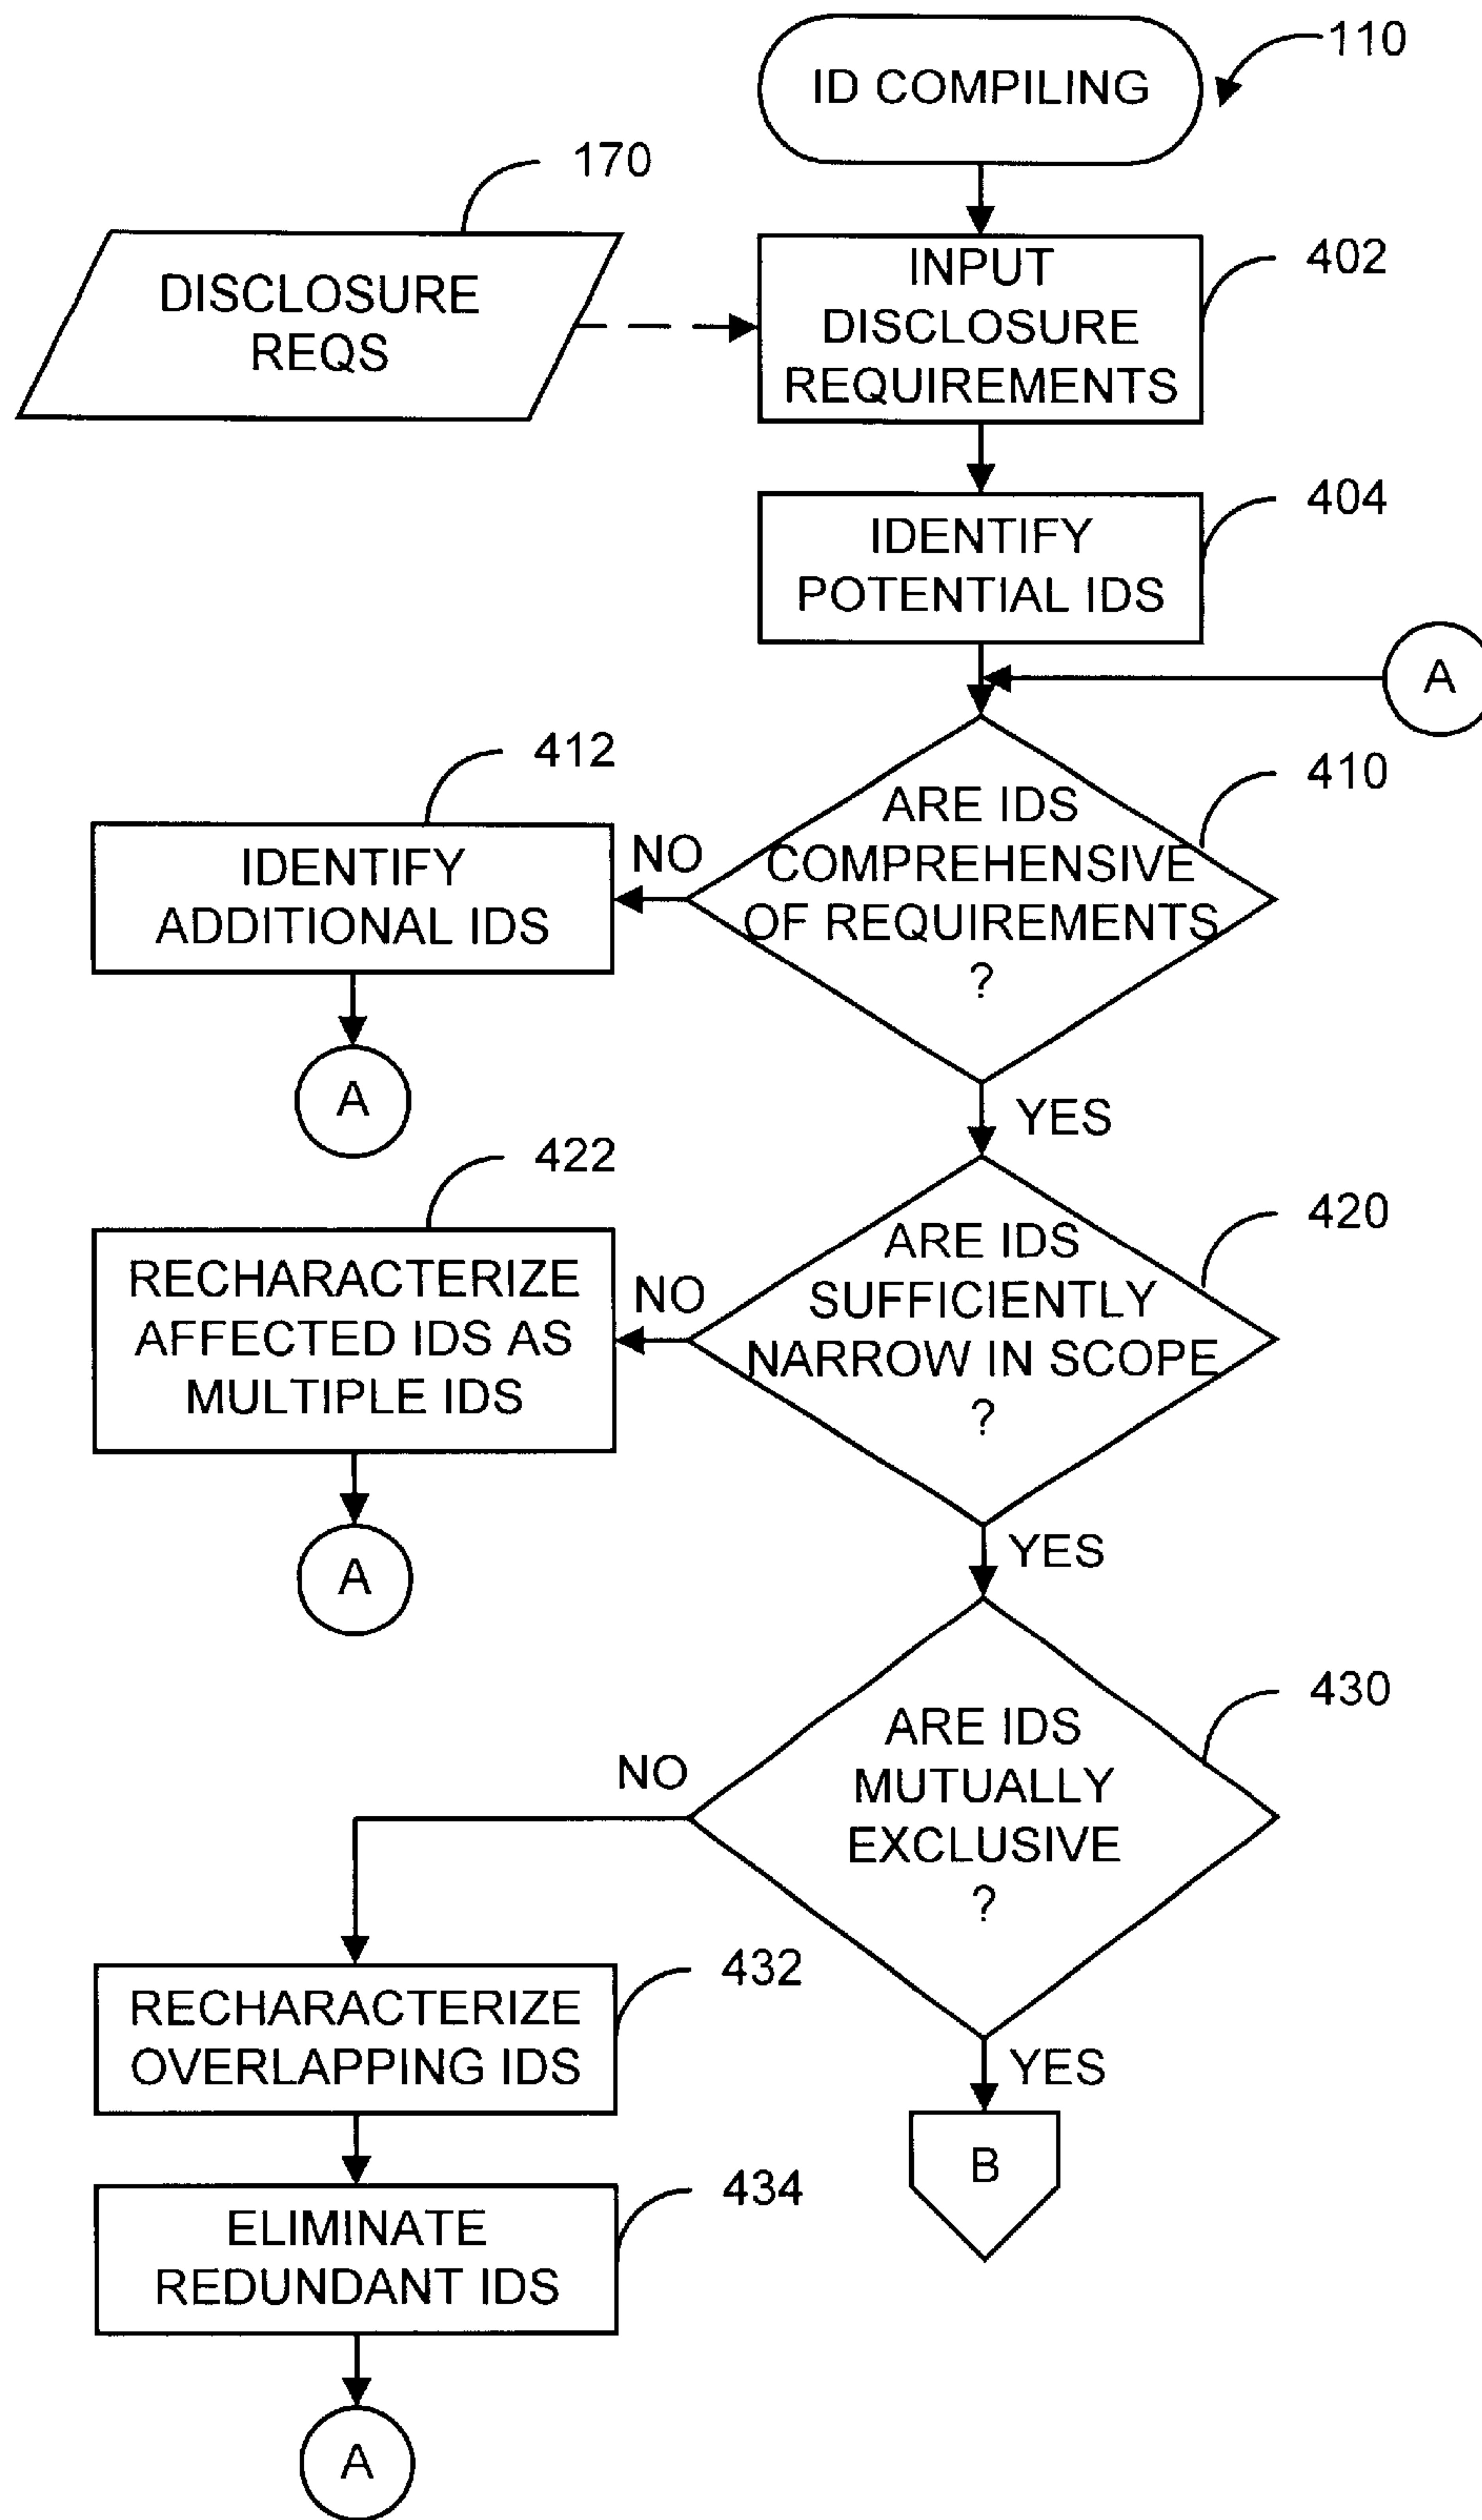 ID COMPILING
110
170
DISCLOSURE
REQS
INPUT
DISCLOSURE
REQUIREMENTS
402
IDENTIFY
POTENTIAL IDS
404
A
412
IDENTIFY
ADDITIONAL IDS
NO
ARE IDS
COMPREHENSIVE
OF REQUIREMENTS
?
410
A
YES
422
RECHARACTERIZE
AFFECTED IDS AS
MULTIPLE IDS
NO
ARE IDS
SUFFICIENTLY
NARROW IN SCOPE
?
420
A
YES
NO
ARE IDS
MUTUALLY
EXCLUSIVE
?
430
RECHARACTERIZE
OVERLAPPING IDS
432
YES
B
ELIMINATE
REDUNDANT IDS
434
A